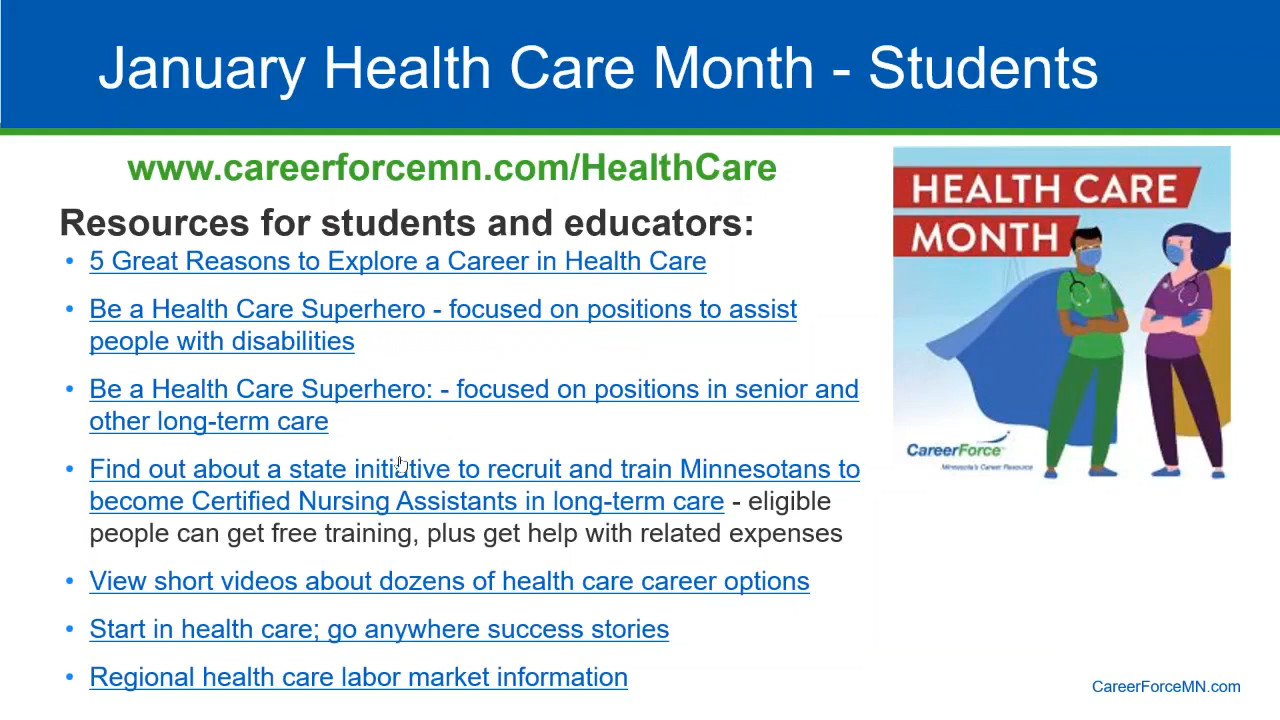 January Health Care Month - Students
www.careerforcemn.com/HealthCare
Resources for students and educators:
• 5 Great Reasons to Explore a Career in Health Care
• Be a Health Care Superhero - focused on positions to assist
people with disabilities
• Be a Health Care Superhero: - focused on positions in senior and
other long-term care
• Find out about a state initiative to recruit and train Minnesotans to
become Certified Nursing Assistants in long-term care - eligible
people can get free training, plus get help with related expenses
• View short videos about dozens of health care career options
• Start in health care; go anywhere success stories
• Regional health care labor market information
HEALTH CARE
MONTH
CareerForce
Minnesota's Career Resource
CareerForceMN.com